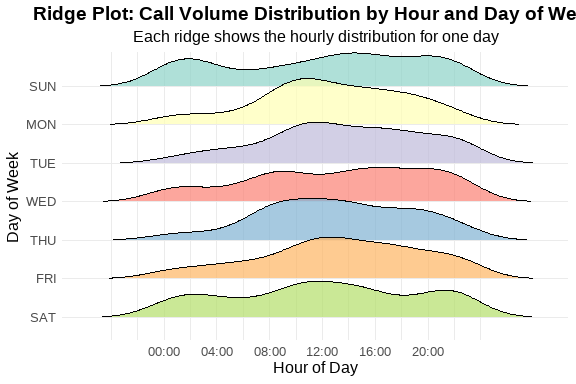 Ridge Plot: Call Volume Distribution by Hour and Day of We
Each ridge shows the hourly distribution for one day
SUN
MON
TUE
WED
THU
FRI
SAT
Day of Week
00:00 04:00 08:00 12:00 16:00 20:00
Hour of Day